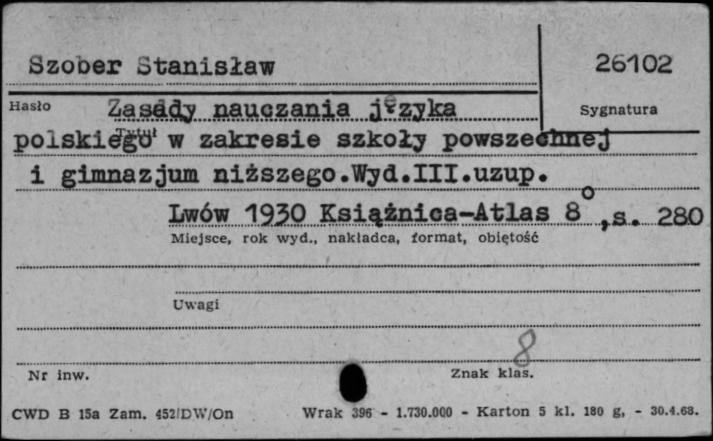 Szober Stanisław 26102
Hasło Zasady nauczania języka Sygnatura
Tytuł
polskiego w zakresie szkoły powszechnej
i gimnazjum niższego.Wyd.III.uzup.
Lwów 1930 Książnica-Atlas 8o,s. 280
Miejsce, rok wyd., nakładca, format, objętość
Uwagi
8
Nr inw. Znak klas.
CWD B 15a Zam. 452/DW/On Wrak 396 - 1.730.000 - Karton 5 kl. 180 g, - 30.4.68.